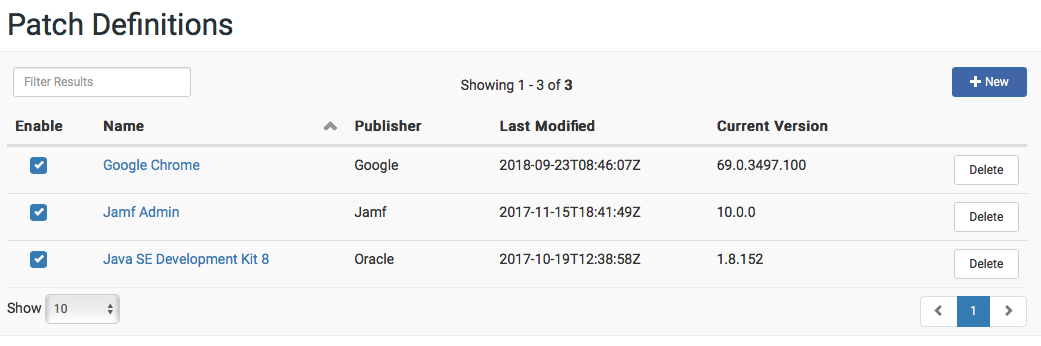 Patch Definitions
Filter Results
Showing 1 - 3 of 3
New
Enable Name Publisher Last Modified Current Version
Google Chrome Google 2018-09-23T08:46:07Z 69.0.3497.100 Delete
Jamf Admin Jamf 2017-11-15T18:41:49Z 10.0.0 Delete
Java SE Development Kit 8 Oracle 2017-10-19T12:38:58Z 1.8.152 Delete
Show 10 1